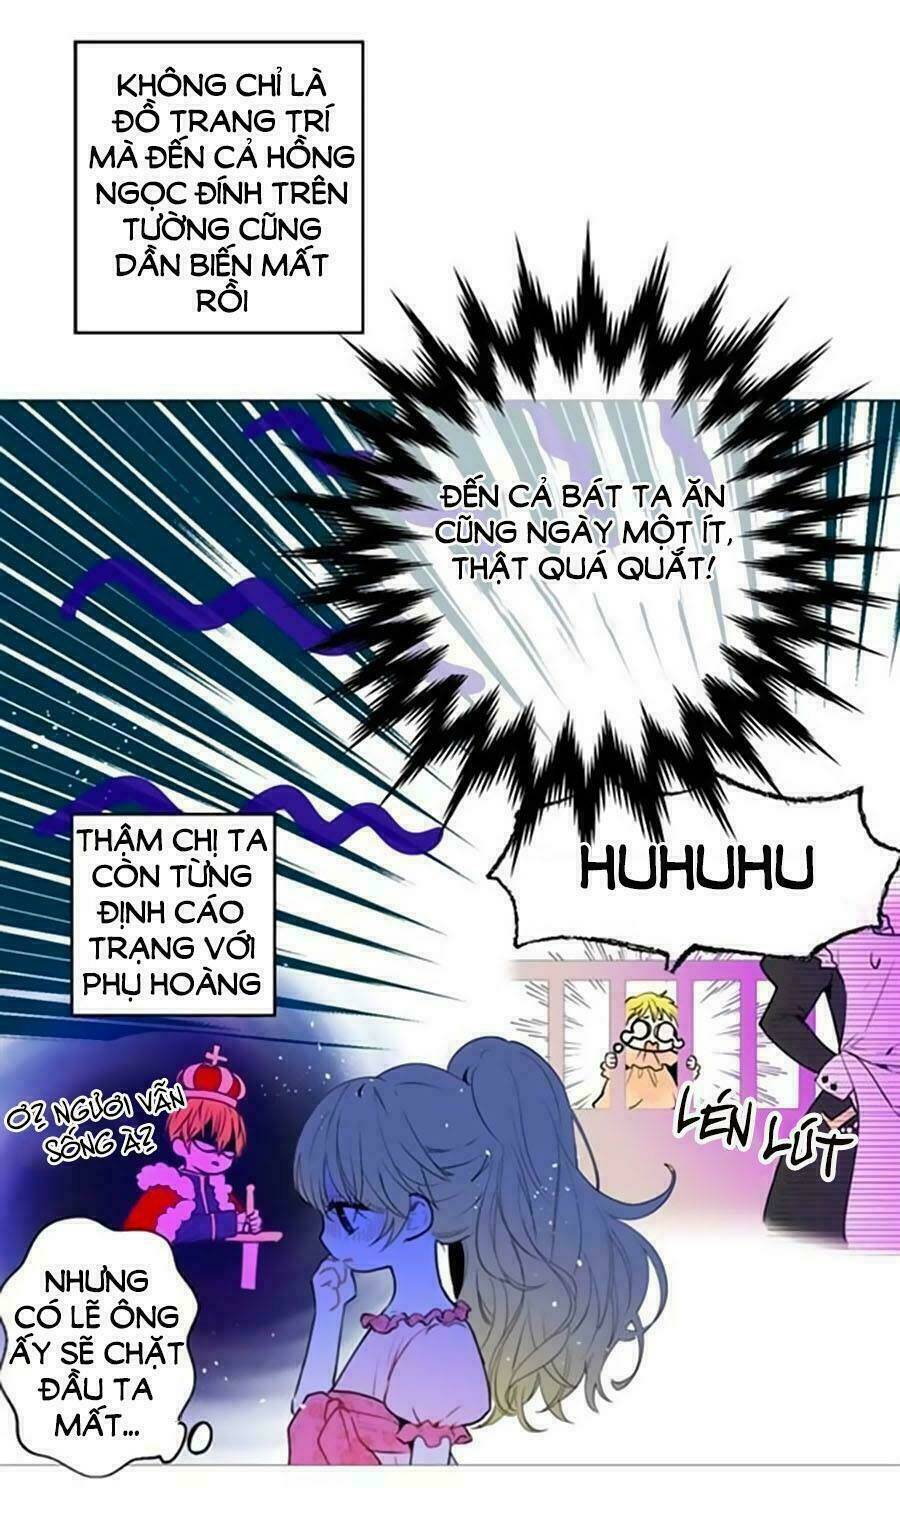 KHÔNG CHỈ LÀ
ĐỒ TRANG TRÍ
MÀ ĐẾN CẢ HỒNG
NGỌC ĐÍNH TRÊN
TƯỜNG CŨNG
DẦN BIẾN MẤT
RỒI
ĐẾN CẢ BÁT TA ĂN
CŨNG NGÀY MỘT ÍT,
THẬT QUÁ QUẮT!
HUHUHU
THẬM CHỊ TA
CÒN TỪNG
ĐỊNH CÁO
TRẠNG VỚI
PHỤ HOÀNG
LÉN LÚT
Ơ? NGƯƠI VẪN
SỐNG À?
NHƯNG
CÓ LẼ ÔNG
ẤY SẼ CHẶT
ĐẦU TA
MẤT...